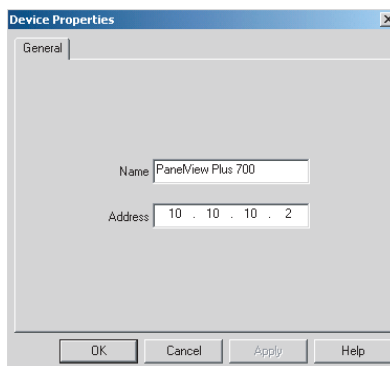 Device Properties
General
Name PanelView Plus 700
Address 10 . 10 . 10 . 2
OK Cancel Apply Help